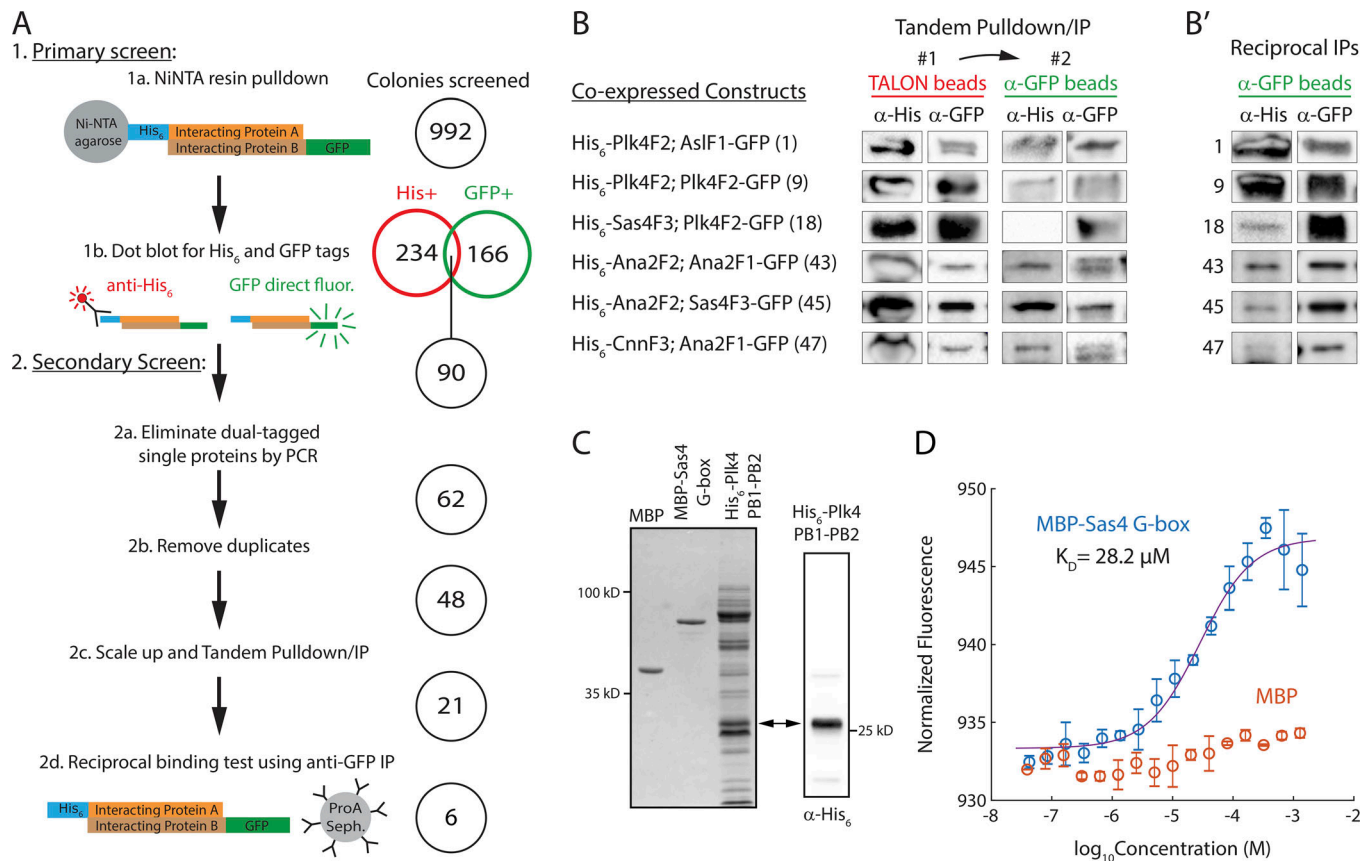 A
1. Primary screen:
1a. NiNTA resin pulldown
Colonies screened
Ni-NTA
agarose
His6
Interacting Protein A
Interacting Protein B
GFP
992
His+
GFP+
1b. Dot blot for His6 and GFP tags
234
166
anti-His6
GFP direct fluor.
2. Secondary Screen:
90
2a. Eliminate dual-tagged
single proteins by PCR
62
2b. Remove duplicates
48
2c. Scale up and Tandem Pulldown/IP
21
2d. Reciprocal binding test using anti-GFP IP
His6
Interacting Protein A
Interacting Protein B
GFP
ProA
Seph.
6
B
Tandem Pulldown/IP
#1
#2
Co-expressed Constructs
TALON beads
α-GFP beads
α-His
α-GFP
α-His
α-GFP
His6-Plk4F2; AslF1-GFP (1)
His6-Plk4F2; Plk4F2-GFP (9)
His6-Sas4F3; Plk4F2-GFP (18)
His6-Ana2F2; Ana2F1-GFP (43)
His6-Ana2F2; Sas4F3-GFP (45)
His6-CnnF3; Ana2F1-GFP (47)
B'
Reciprocal IPs
α-GFP beads
α-His
α-GFP
1
9
18
43
45
47
C
MBP
MBP-Sas4
G-box
His6-Plk4
PB1-PB2
His6-Plk4
PB1-PB2
100 kD
35 kD
25 kD
α-His6
D
Normalized Fluorescence
950
945
940
935
930
MBP-Sas4 G-box
KD= 28.2 μM
MBP
-8
-7
-6
-5
-4
-3
-2
log10Concentration (M)